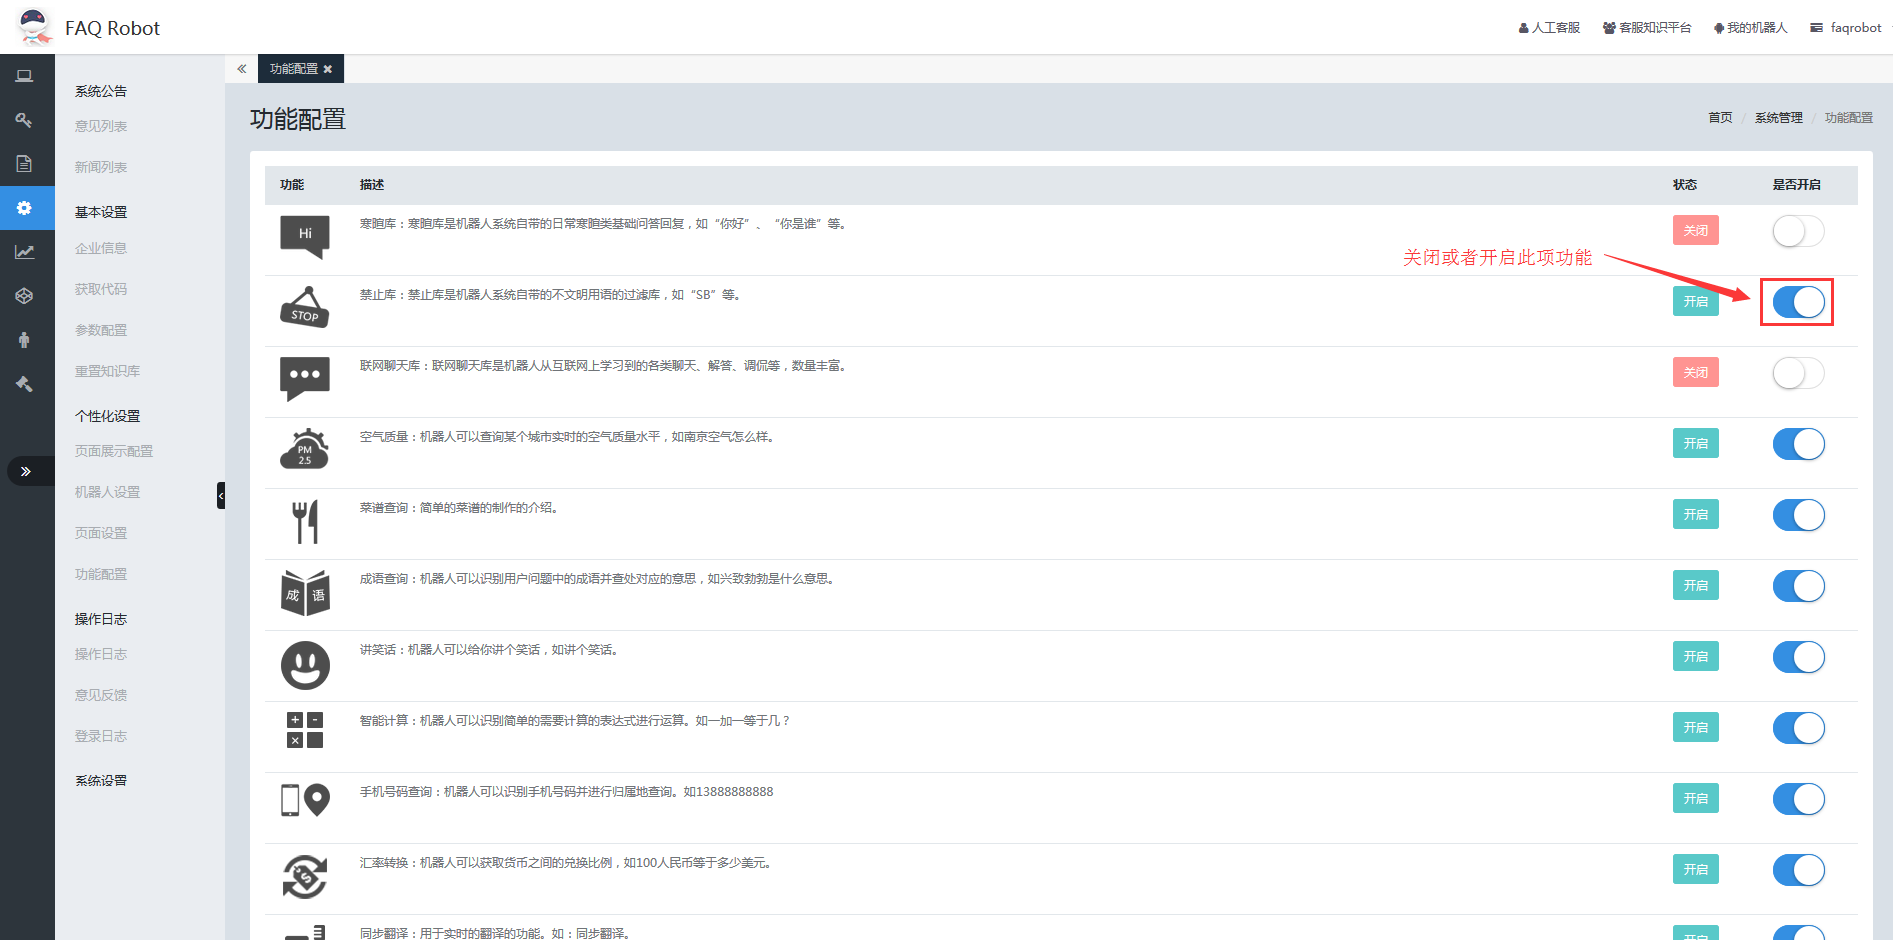 FAQ Robot
人工客服 客服知识平台 我的机器人 faqrobot
功能配置
系统公告
意见列表
新闻列表
基本设置
企业信息
获取代码
参数配置
重置知识库
个性化设置
页面展示配置
机器人设置
页面设置
功能配置
操作日志
操作日志
意见反馈
登录日志
系统设置
功能配置
首页 / 系统管理 / 功能配置
功能 描述 状态 是否开启
Hi
寒暄库：寒暄库是机器人系统自带的日常寒暄类基础问答回复，如“你好”、“你是谁”等。
关闭
关闭或者开启此项功能
STOP
禁止库：禁止库是机器人系统自带的不文明用语的过滤库，如“SB”等。
开启
联网聊天库：联网聊天库是机器人从互联网上学习到的各类聊天、解答、调侃等，数量丰富。
关闭
PM
2.5
空气质量：机器人可以查询某个城市实时的空气质量水平，如南京空气怎么样。
开启
菜谱查询：简单的菜谱的制作的介绍。
开启
成语
成语查询：机器人可以识别用户问题中的成语并查处对应的意思，如兴致勃勃是什么意思。
开启
讲笑话：机器人可以给你讲个笑话，如讲个笑话。
开启
智能计算：机器人可以识别简单的需要计算的表达式进行运算。如一加一等于几？
开启
手机号码查询：机器人可以识别手机号码并进行归属地查询。如13888888888
开启
汇率转换：机器人可以获取货币之间的兑换比例，如100人民币等于多少美元。
开启
同步翻译：用于实时的翻译的功能。如：同步翻译。
开启